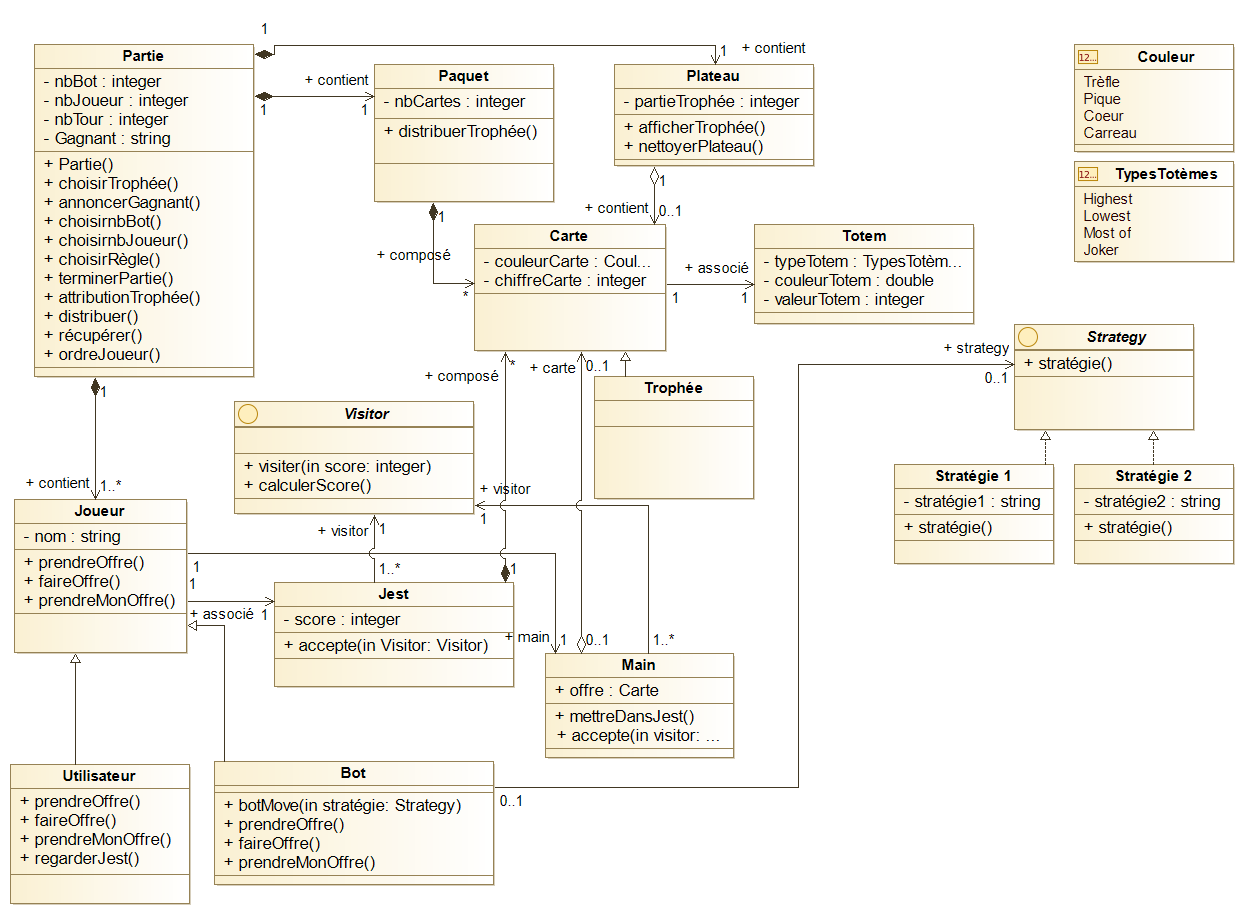 Partie
- nbBot : integer
- nbJoueur : integer
- nbTour : integer
- Gagnant : string
+ Partie()
+ choisirTrophée()
+ annoncerGagnant()
+ choisirnbBot()
+ choisirnbJoueur()
+ choisirRègle()
+ terminerPartie()
+ attributionTrophée()
+ distribuer()
+ récupérer()
+ ordreJoueur()
1
1
+ contient
1
+ contient
1
Paquet
- nbCartes : integer
+ distribuerTrophée()
Plateau
- partieTrophée : integer
+ afficherTrophée()
+ nettoyerPlateau()
12...
Couleur
Trèfle
Pique
Coeur
Carreau
12...
TypesTotèmes
Highest
Lowest
Most of
Joker
1
+ composé
*
1
+ contient
0..1
Carte
- couleurCarte : Coul...
- chiffreCarte : integer
+ associé
1
1
Totem
- typeTotem : TypesTotèm...
- couleurTotem : double
- valeurTotem : integer
Strategy
+ stratégie()
+ strategy
0..1
+ composé
*
+ carte
0..1
Trophée
1
+ contient
1..*
Visitor
+ visiter(in score: integer)
+ calculerScore()
+ visitor
1
+ visitor
1
1..*
Stratégie 1
- stratégie1 : string
+ stratégie()
Stratégie 2
- stratégie2 : string
+ stratégie()
Joueur
- nom : string
+ prendreOffre()
+ faireOffre()
+ prendreMonOffre()
1
1
+ associé
1
1
Jest
- score : integer
+ accepte(in Visitor: Visitor)
+ main
1
0..1
1..*
Main
+ offre : Carte
+ mettreDansJest()
+ accepte(in visitor: ...
Utilisateur
+ prendreOffre()
+ faireOffre()
+ prendreMonOffre()
+ regarderJest()
Bot
+ botMove(in stratégie: Strategy)
+ prendreOffre()
+ faireOffre()
+ prendreMonOffre()
0..1